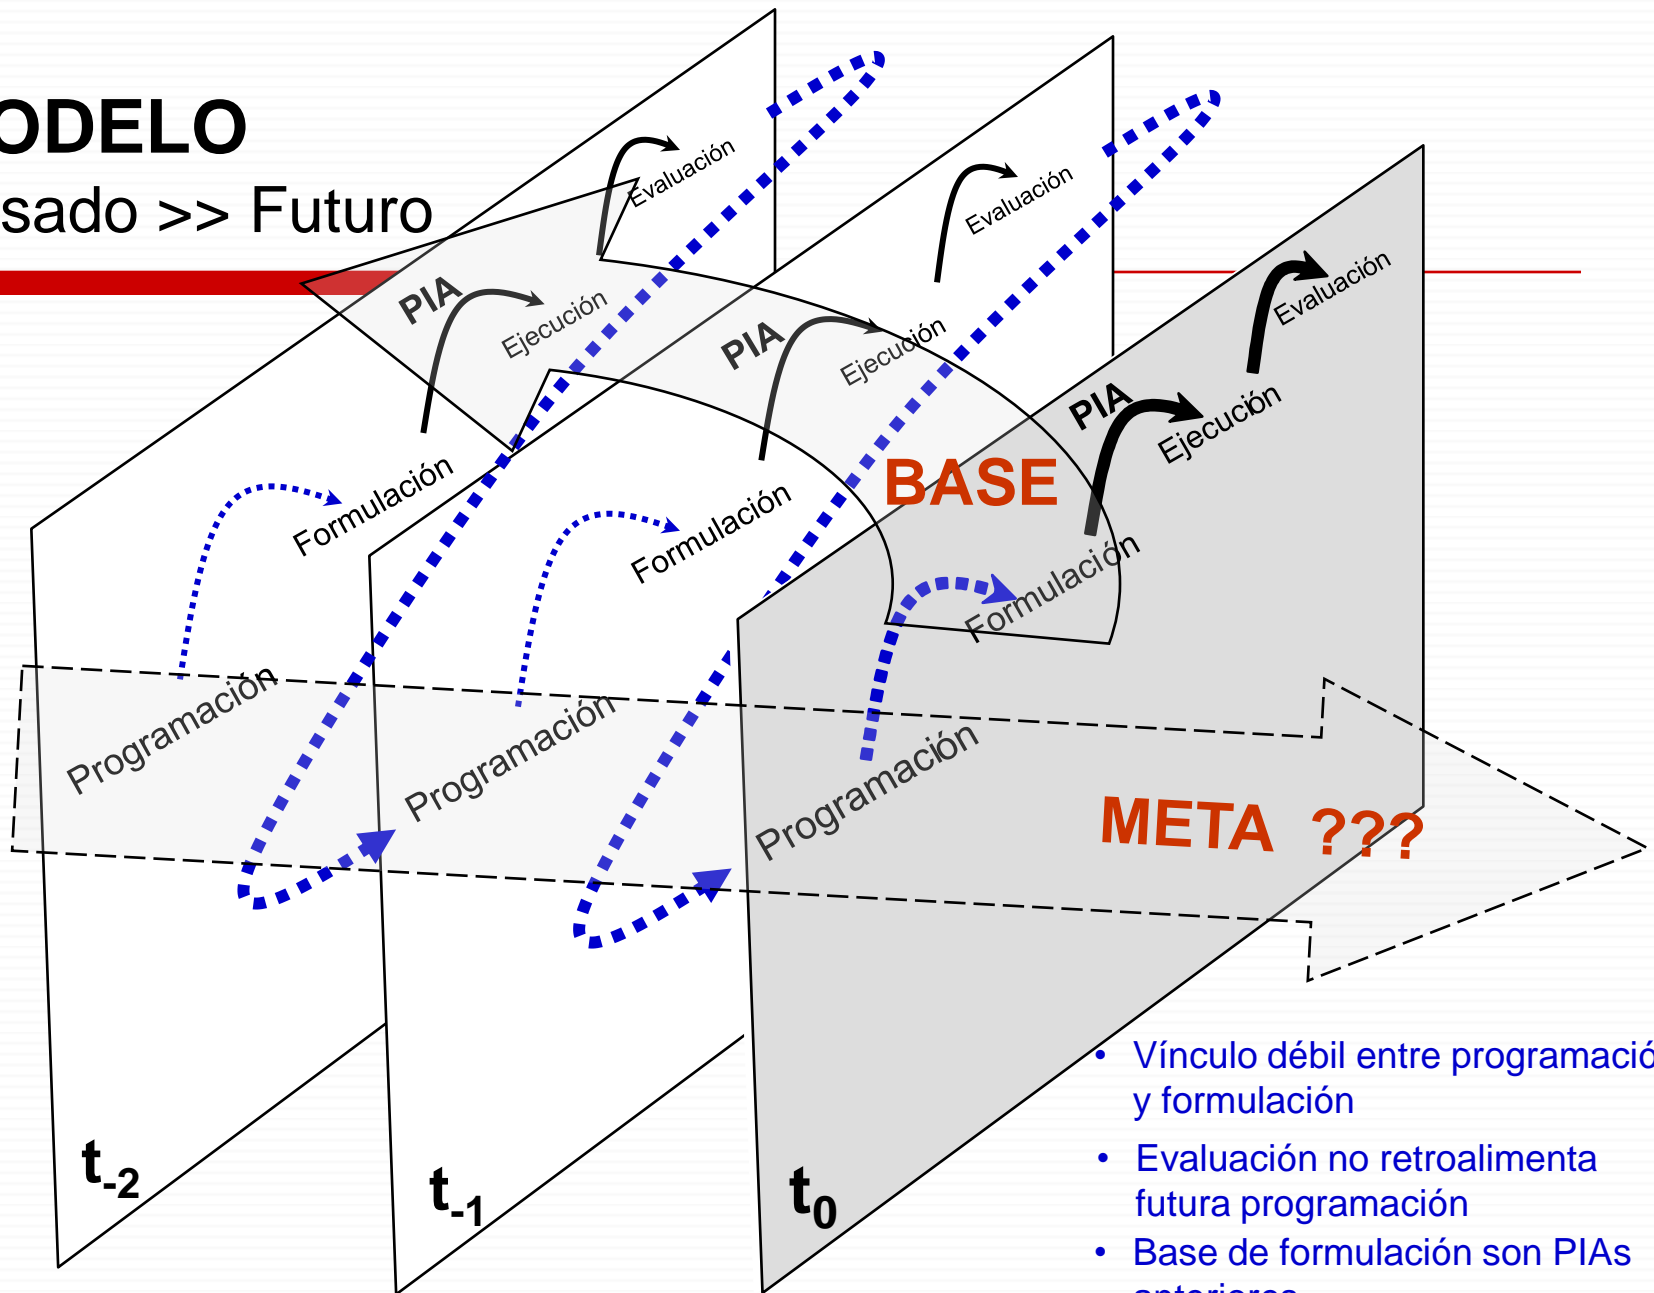 ODELO
sado >> Futuro
Evaluación
Evaluación
Evaluación
PIA
Ejecución
PIA
Ejecución
PIA
Ejecución
BASE
Formulación
Formulación
Formulación
Programación
Programación
Programación
META ???
t-2
t-1
t0
• Vínculo débil entre programació
y formulación
• Evaluación no retroalimenta
futura programación
• Base de formulación son PIAs